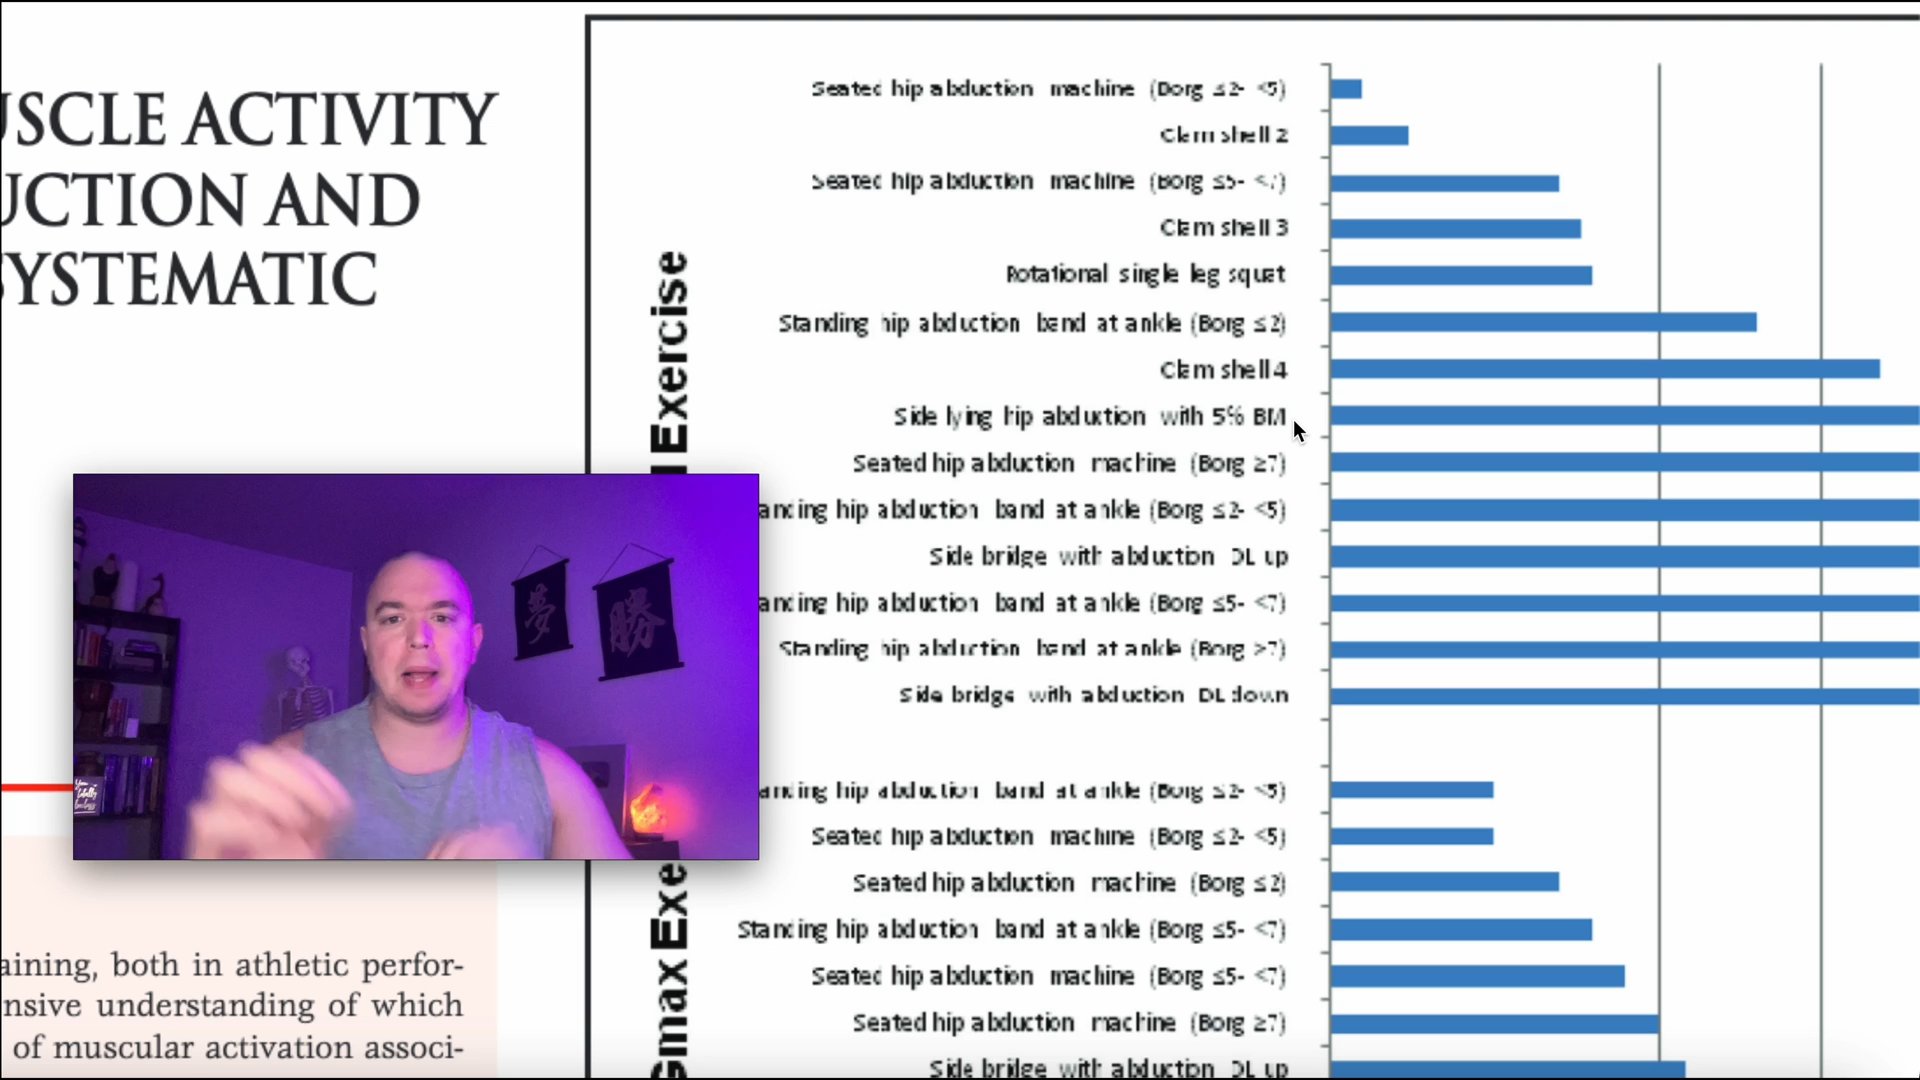 USCLE ACTIVITY
UCTION AND
YSTEMATIC
aining, both in athletic perfor-
nsive understanding of which
of muscular activation associ-
Exercise
Seated hip abduction machine (Borg ≤2- <5)
Clam shell 2
Seated hip abduction machine (Borg ≤5- <7)
Clam shell 3
Rotational single leg squat
Standing hip abduction band at ankle (Borg ≤2)
Clam shell 4
Side lying hip abduction with 5% BM
Seated hip abduction machine (Borg ≥7)
anding hip abduction band at ankle (Borg ≤2- <5)
Side bridge with abduction DL up
anding hip abduction band at ankle (Borg ≤5- <7)
Standing hip abduction band at ankle (Borg >7)
Side bridge with abduction DL down
Gmax Exe
anding hip abduction band at ankle (Borg ≤2- <5)
Seated hip abduction machine (Borg ≤2- <5)
Seated hip abduction machine (Borg ≤2)
Standing hip abduction band at ankle (Borg ≤5- <7)
Seated hip abduction machine (Borg ≤5- <7)
Seated hip abduction machine (Borg ≥7)
Side bridge with abduction DL up
夢
勝